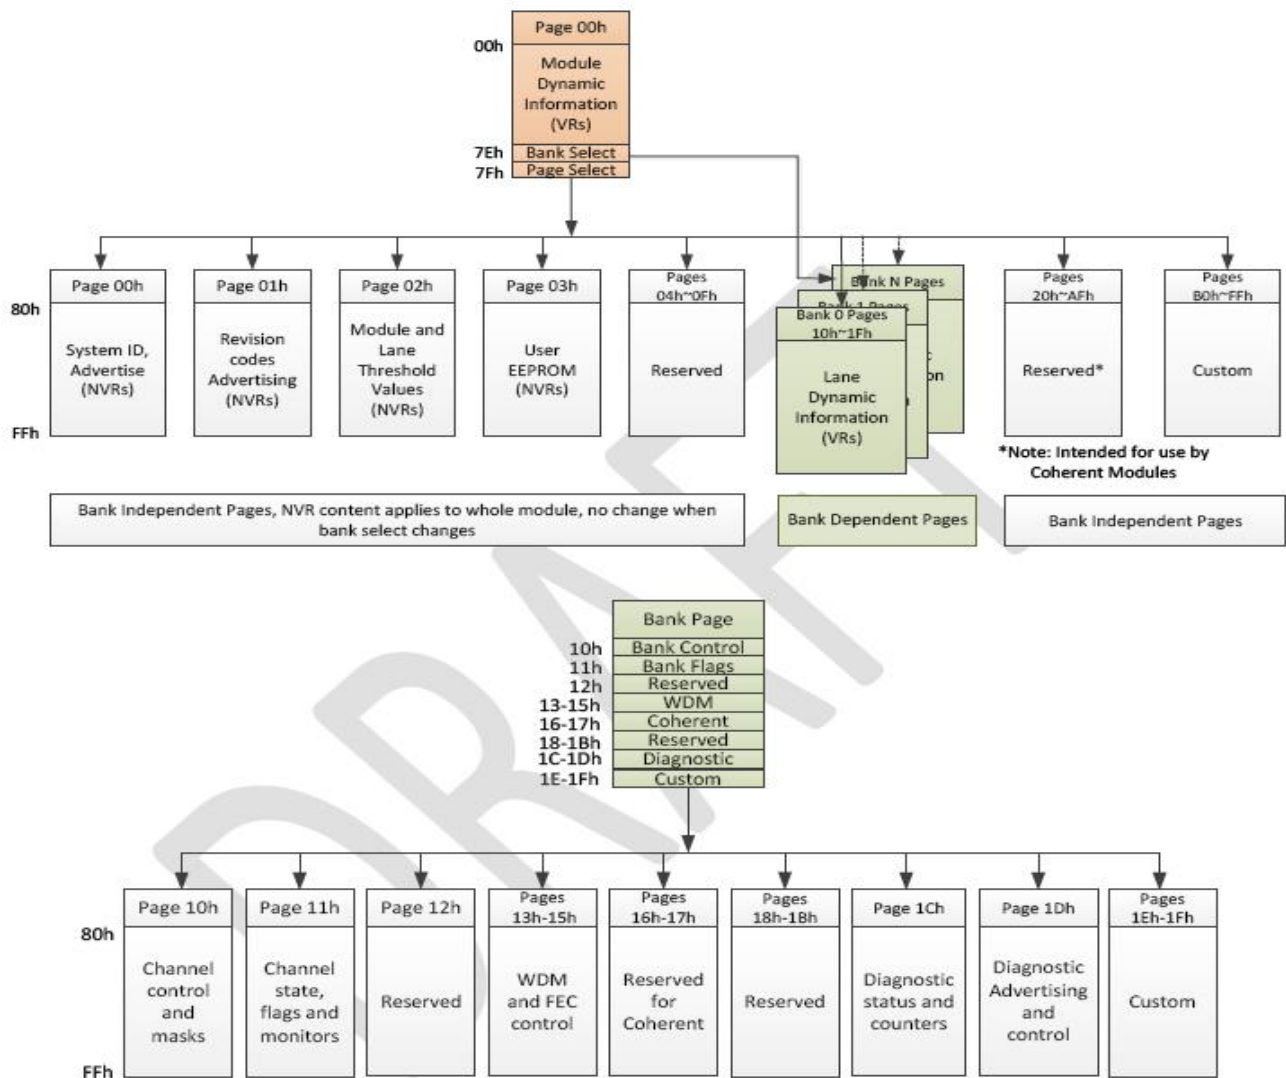 Page 00h
00h
Module
Dynamic
Information
(VRs)
7Eh
Bank Select
7Fh
Page Select
Page 00h
Page 01h
Page 02h
Page 03h
Pages
04h~0Fh
Bank N Pages
Bank 1 Pages
Bank 0 Pages
10h~1Fh
Pages
20h~AFh
Pages
B0h~FFh
80h
System ID,
Advertise
(NVRs)
Revision
codes
Advertising
(NVRs)
Module and
Lane
Threshold
Values
(NVRs)
User
EEPROM
(NVRs)
Reserved
Lane
Dynamic
Information
(VRs)
Reserved*
Custom
FFh
*Note: Intended for use by
Coherent Modules
Bank Independent Pages, NVR content applies to whole module, no change when
bank select changes
Bank Dependent Pages
Bank Independent Pages
Bank Page
10h
Bank Control
11h
Bank Flags
12h
Reserved
13-15h
WDM
16-17h
Coherent
18-1Bh
Reserved
1C-1Dh
Diagnostic
1E-1Fh
Custom
Page 10h
Page 11h
Page 12h
Pages
13h-15h
Pages
16h-17h
Pages
18h-1Bh
Page 1Ch
Page 1Dh
Pages
1Eh-1Fh
80h
Channel
control
and
masks
Channel
state,
flags and
monitors
Reserved
WDM
and FEC
control
Reserved
for
Coherent
Reserved
Diagnostic
status and
counters
Diagnostic
Advertising
and
control
Custom
FFh
DRAFT